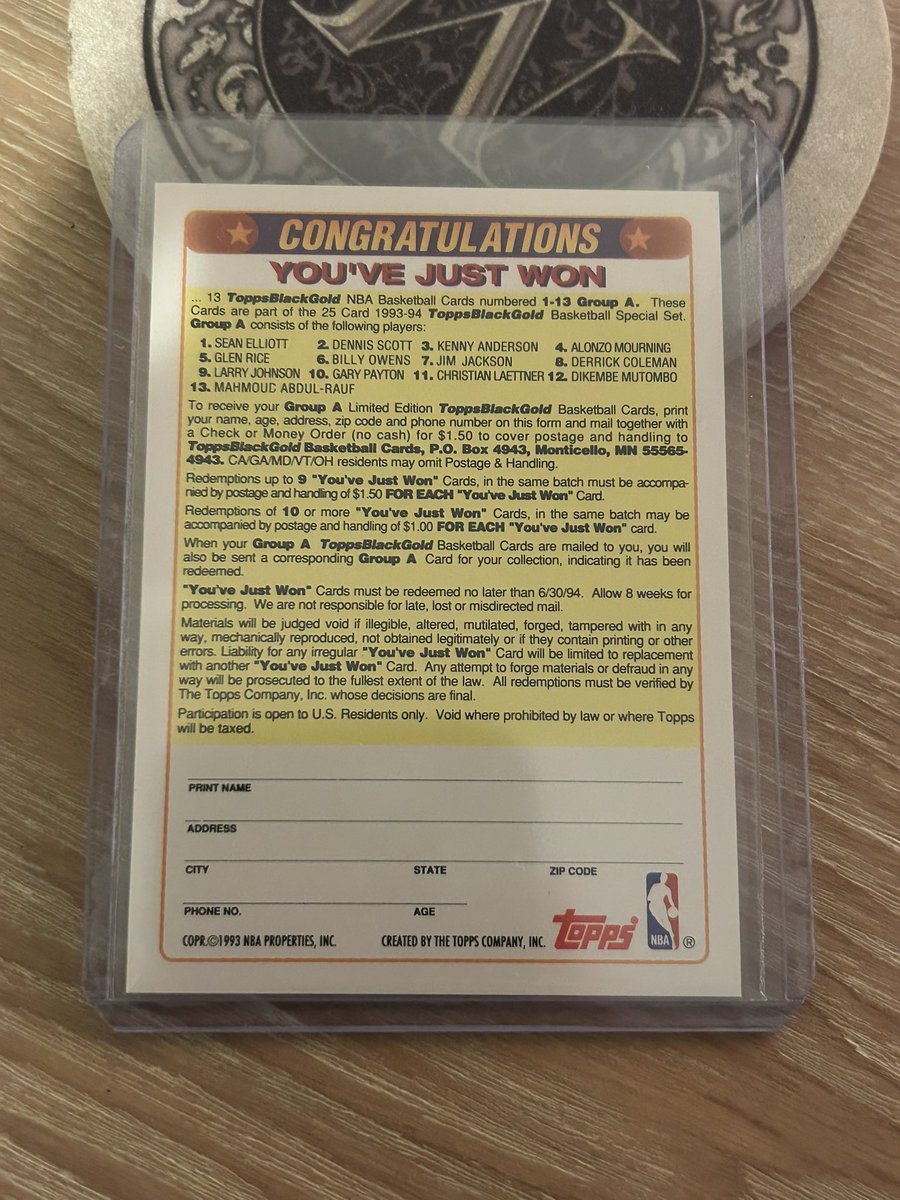 CONGRATULATIONS
YOU'VE JUST WON
... 13 ToppsBlackGold NBA Basketball Cards numbered 1-13 Group A. These
Cards are part of the 25 Card 1993-94 ToppsBlackGold Basketball Special Set.
Group A consists of the following players:
1. SEAN ELLIOTT 2. DENNIS SCOTT 3. KENNY ANDERSON 4. ALONZO MOURNING
5. GLEN RICE 6. BILLY OWENS 7. JIM JACKSON 8. DERRICK COLEMAN
9. LARRY JOHNSON 10. GARY PAYTON 11. CHRISTIAN LAETTNER 12. DIKEMBE MUTOMBO
13. MAHMOUD ABDUL-RAUF
To receive your Group A Limited Edition ToppsBlackGold Basketball Cards, print
your name, age, address, zip code and phone number on this form and mail together with
a Check or Money Order (no cash) for $1.50 to cover postage and handling to
ToppsBlackGold Basketball Cards, P.O. Box 4943, Monticello, MN 55565-
4943. CA/GA/MD/VT/OH residents may omit Postage & Handling.
Redemptions up to 9 "You've Just Won" Cards, in the same batch must be accompa-
nied by postage and handling of $1.50 FOR EACH "You've Just Won" Card.
Redemptions of 10 or more "You've Just Won" Cards, in the same batch may be
accompanied by postage and handling of $1.00 FOR EACH "You've Just Won" card.
When your Group A ToppsBlackGold Basketball Cards are mailed to you, you will
also be sent a corresponding Group A Card for your collection, indicating it has been
redeemed.
"You've Just Won" Cards must be redeemed no later than 6/30/94. Allow 8 weeks for
processing. We are not responsible for late, lost or misdirected mail.
Materials will be judged void if illegible, altered, mutilated, forged, tampered with in any
way, mechanically reproduced, not obtained legitimately or if they contain printing or other
errors. Liability for any irregular "You've Just Won" Card will be limited to replacement
with another "You've Just Won" Card. Any attempt to forge materials or defraud in any
way will be prosecuted to the fullest extent of the law. All redemptions must be verified by
The Topps Company, Inc. whose decisions are final.
Participation is open to U.S. Residents only. Void where prohibited by law or where Topps
will be taxed.
PRINT NAME
ADDRESS
CITY STATE ZIP CODE
PHONE NO. AGE
COPR.©1993 NBA PROPERTIES, INC. CREATED BY THE TOPPS COMPANY, INC. Topps® NBA ®